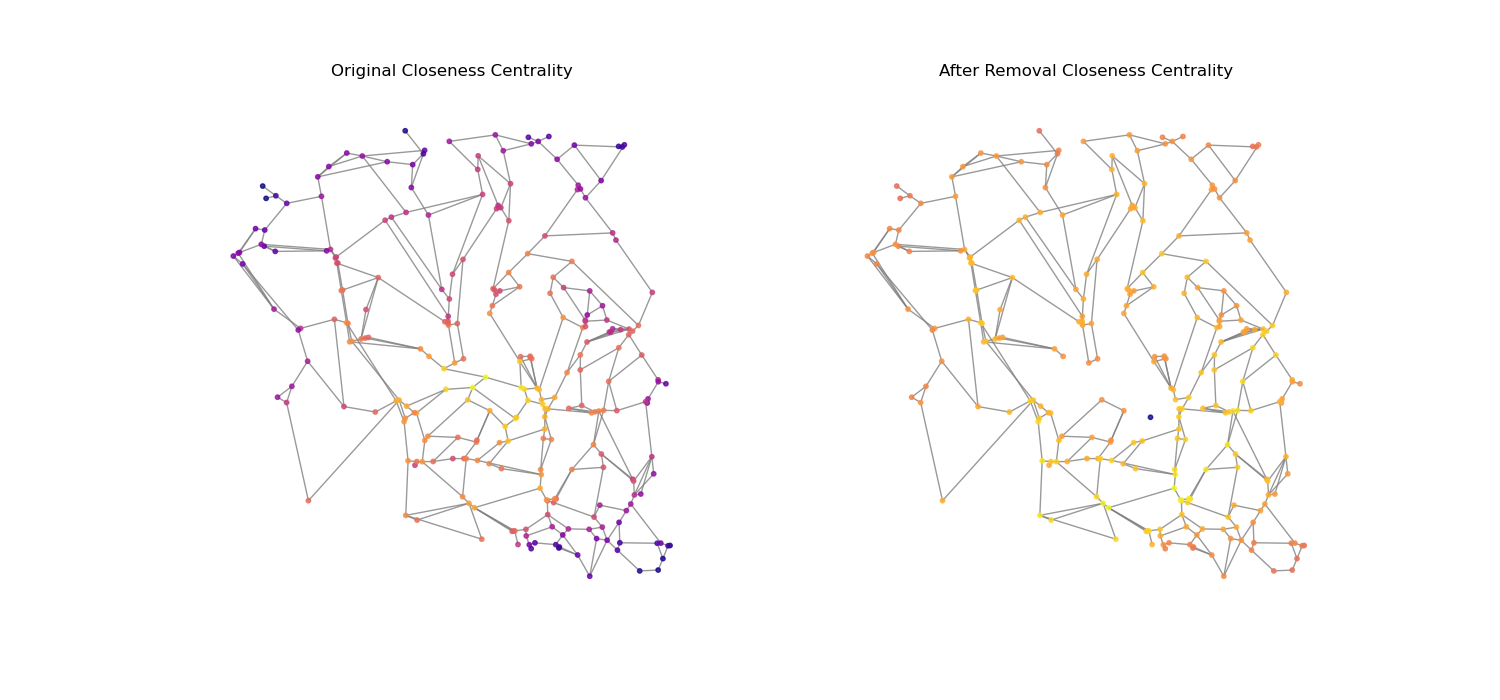 Original Closeness Centrality
After Removal Closeness Centrality